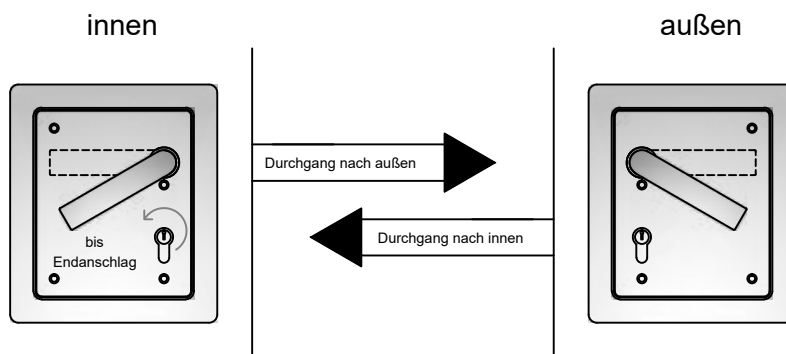 innen
außen
Durchgang nach außen
Durchgang nach innen
bis
Endanschlag